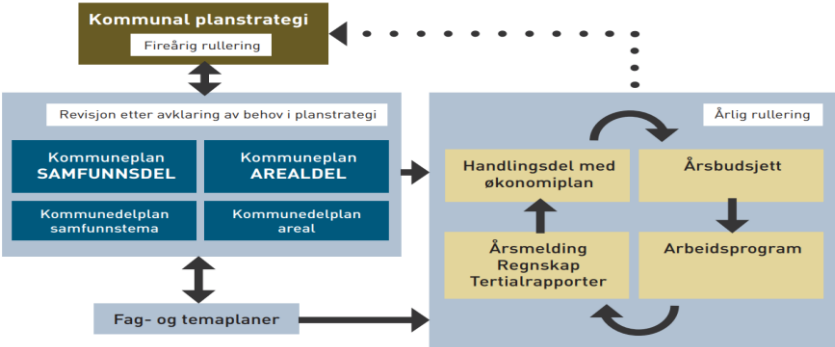 Kommunal planstrategi
Fireårig rullering
Revisjon etter avklaring av behov i planstrategi
Kommuneplan
SAMFUNNSDEL
Kommuneplan
AREALDEL
Kommunedelplan
samfunnstema
Kommunedelplan
areal
Fag- og temaplaner
Årlig rullering
Handlingsdel med
økonomiplan
Årsbudsjett
Årsmelding
Regnskap
Tertialrapporter
Arbeidsprogram